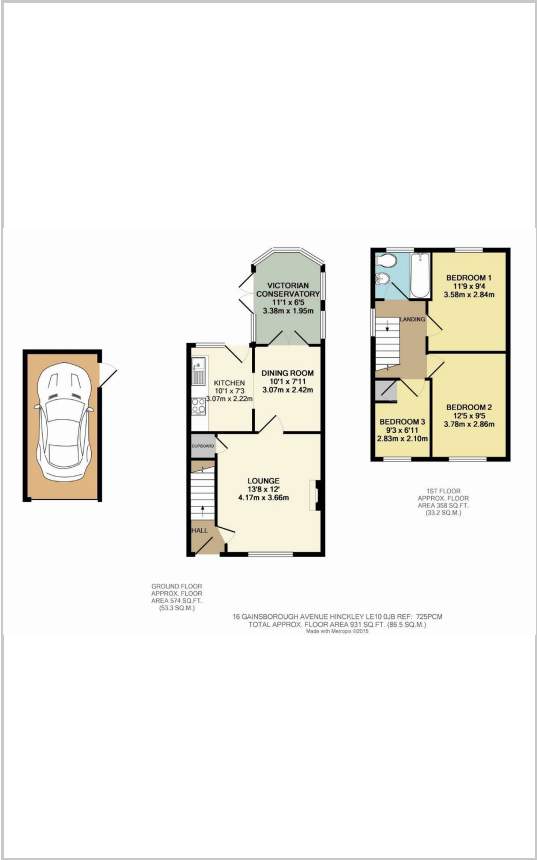 VICTORIAN
CONSERVATORY
11'1 x 6'5
3.38m x 1.95m
KITCHEN
10'1 x 7'3
3.07m x 2.22m
DINING ROOM
10'1 x 7'11
3.07m x 2.42m
CUPBOARD
LOUNGE
13'8 x 12'
4.17m x 3.66m
HALL
GROUND FLOOR
APPROX. FLOOR
AREA 574 SQ.FT.
(53.3 SQ.M.)
BEDROOM 1
11'9 x 9'4
3.58m x 2.84m
LANDING
BEDROOM 2
12'5 x 9'5
3.78m x 2.86m
BEDROOM 3
9'3 x 6'11
2.83m x 2.10m
1ST FLOOR
APPROX. FLOOR
AREA 358 SQ.FT.
(33.2 SQ.M.)
16 GAINSBOROUGH AVENUE HINCKLEY LE10 0JB REF: 725PCM
TOTAL APPROX. FLOOR AREA 931 SQ.FT. (86.5 SQ.M.)
Made with Metropix ©2015